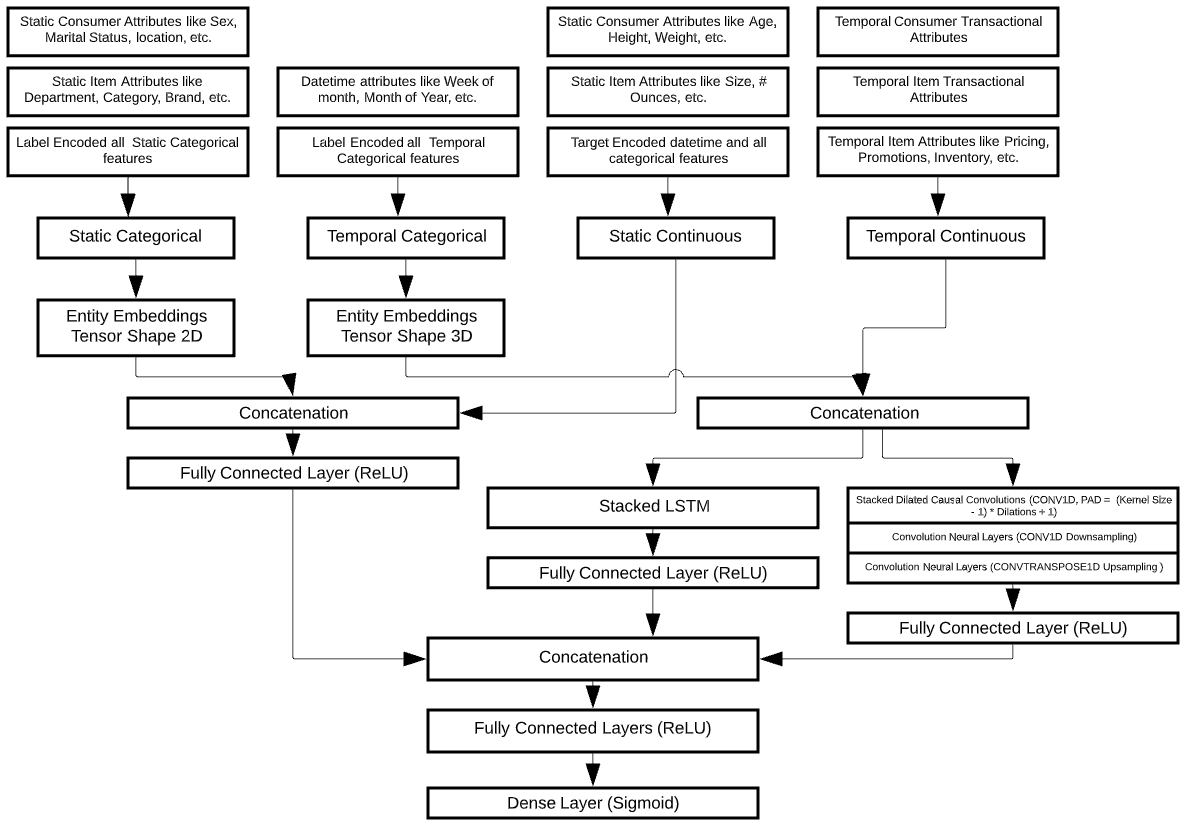 Static Consumer Attributes like Sex,
Marital Status, location, etc.
Static Item Attributes like
Department, Category, Brand, etc.
Label Encoded all Static Categorical
features
Static Categorical
Entity Embeddings
Tensor Shape 2D
Datetime attributes like Week of
month, Month of Year, etc.
Label Encoded all Temporal
Categorical features
Temporal Categorical
Entity Embeddings
Tensor Shape 3D
Static Consumer Attributes like Age,
Height, Weight, etc.
Static Item Attributes like Size, #
Ounces, etc.
Target Encoded datetime and all
categorical features
Static Continuous
Temporal Consumer Transactional
Attributes
Temporal Item Transactional
Attributes
Temporal Item Attributes like Pricing,
Promotions, Inventory, etc.
Temporal Continuous
Concatenation
Fully Connected Layer (ReLU)
Concatenation
Stacked LSTM
Fully Connected Layer (ReLU)
Stacked Dilated Causal Convolutions (CONV1D, PAD = (Kernel Size
- 1) * Dilations + 1)
Convolution Neural Layers (CONV1D Downsampling)
Convolution Neural Layers (CONVTRANSPOSE1D Upsampling )
Fully Connected Layer (ReLU)
Concatenation
Fully Connected Layers (ReLU)
Dense Layer (Sigmoid)